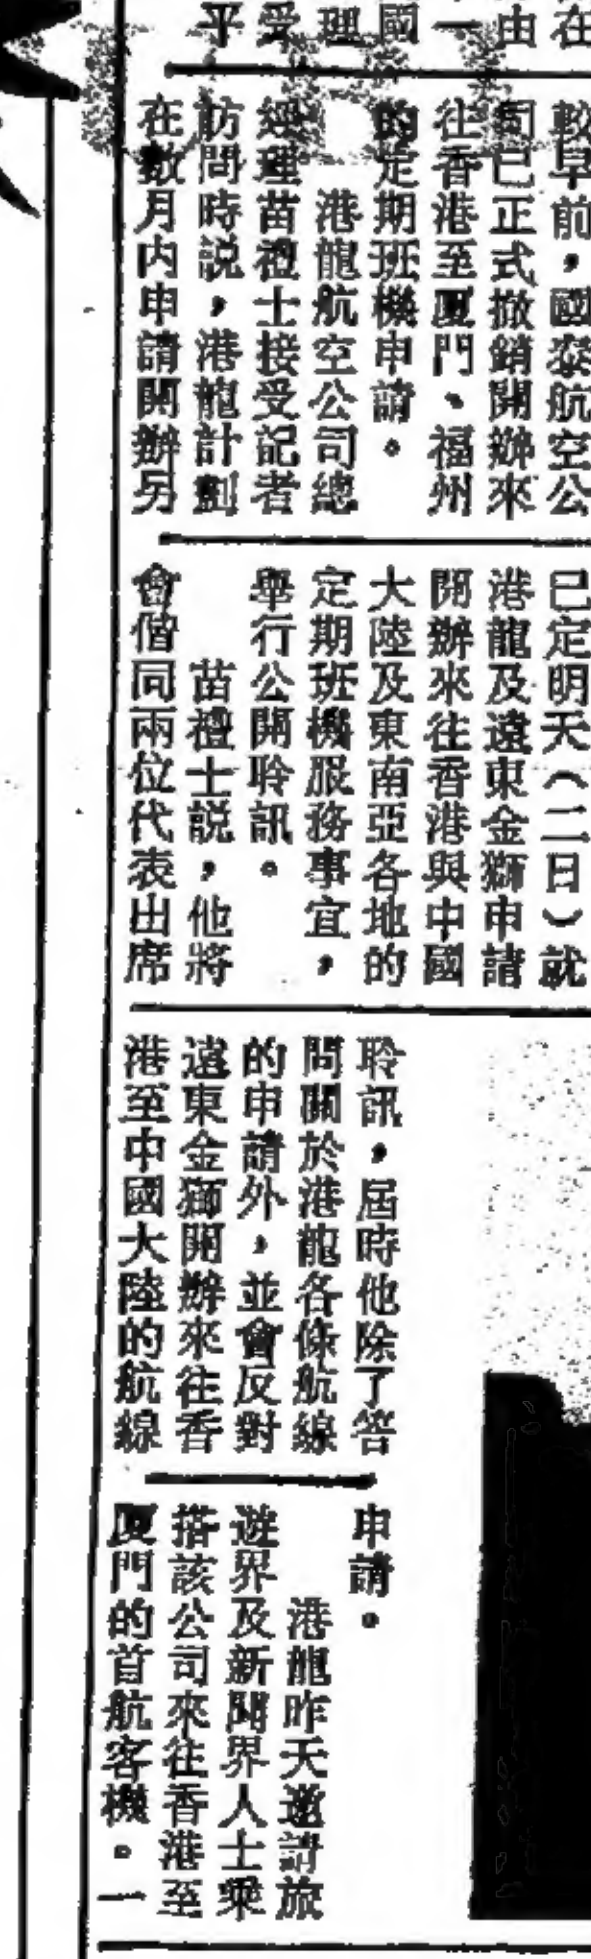 在
由
一
國
理
受
平
較早前，國泰航空公
司已正式撤銷開辦來
往香港至厦門、福州
的定期班機申請。
港龍航空公司總
經理苗禮士接受記者
訪問時説，港龍計劃
在數月内申請開辦另
已定明天（二日）就
港龍及遠東金獅申請
開辦來往香港與中國
大陸及東南亞各地的
定期班機服務事宜，
舉行公開聆訊。
苗禮士説，他將
會偕同兩位代表出席
聆訊，屆時他除了答
問關於港龍各條航線
的申請外，並會反對
遠東金獅開辦來往香
港至中國大陸的航線
申請。
港龍昨天邀請旅
遊界及新聞界人士乘
搭該公司來往香港至
厦門的首航客機。一